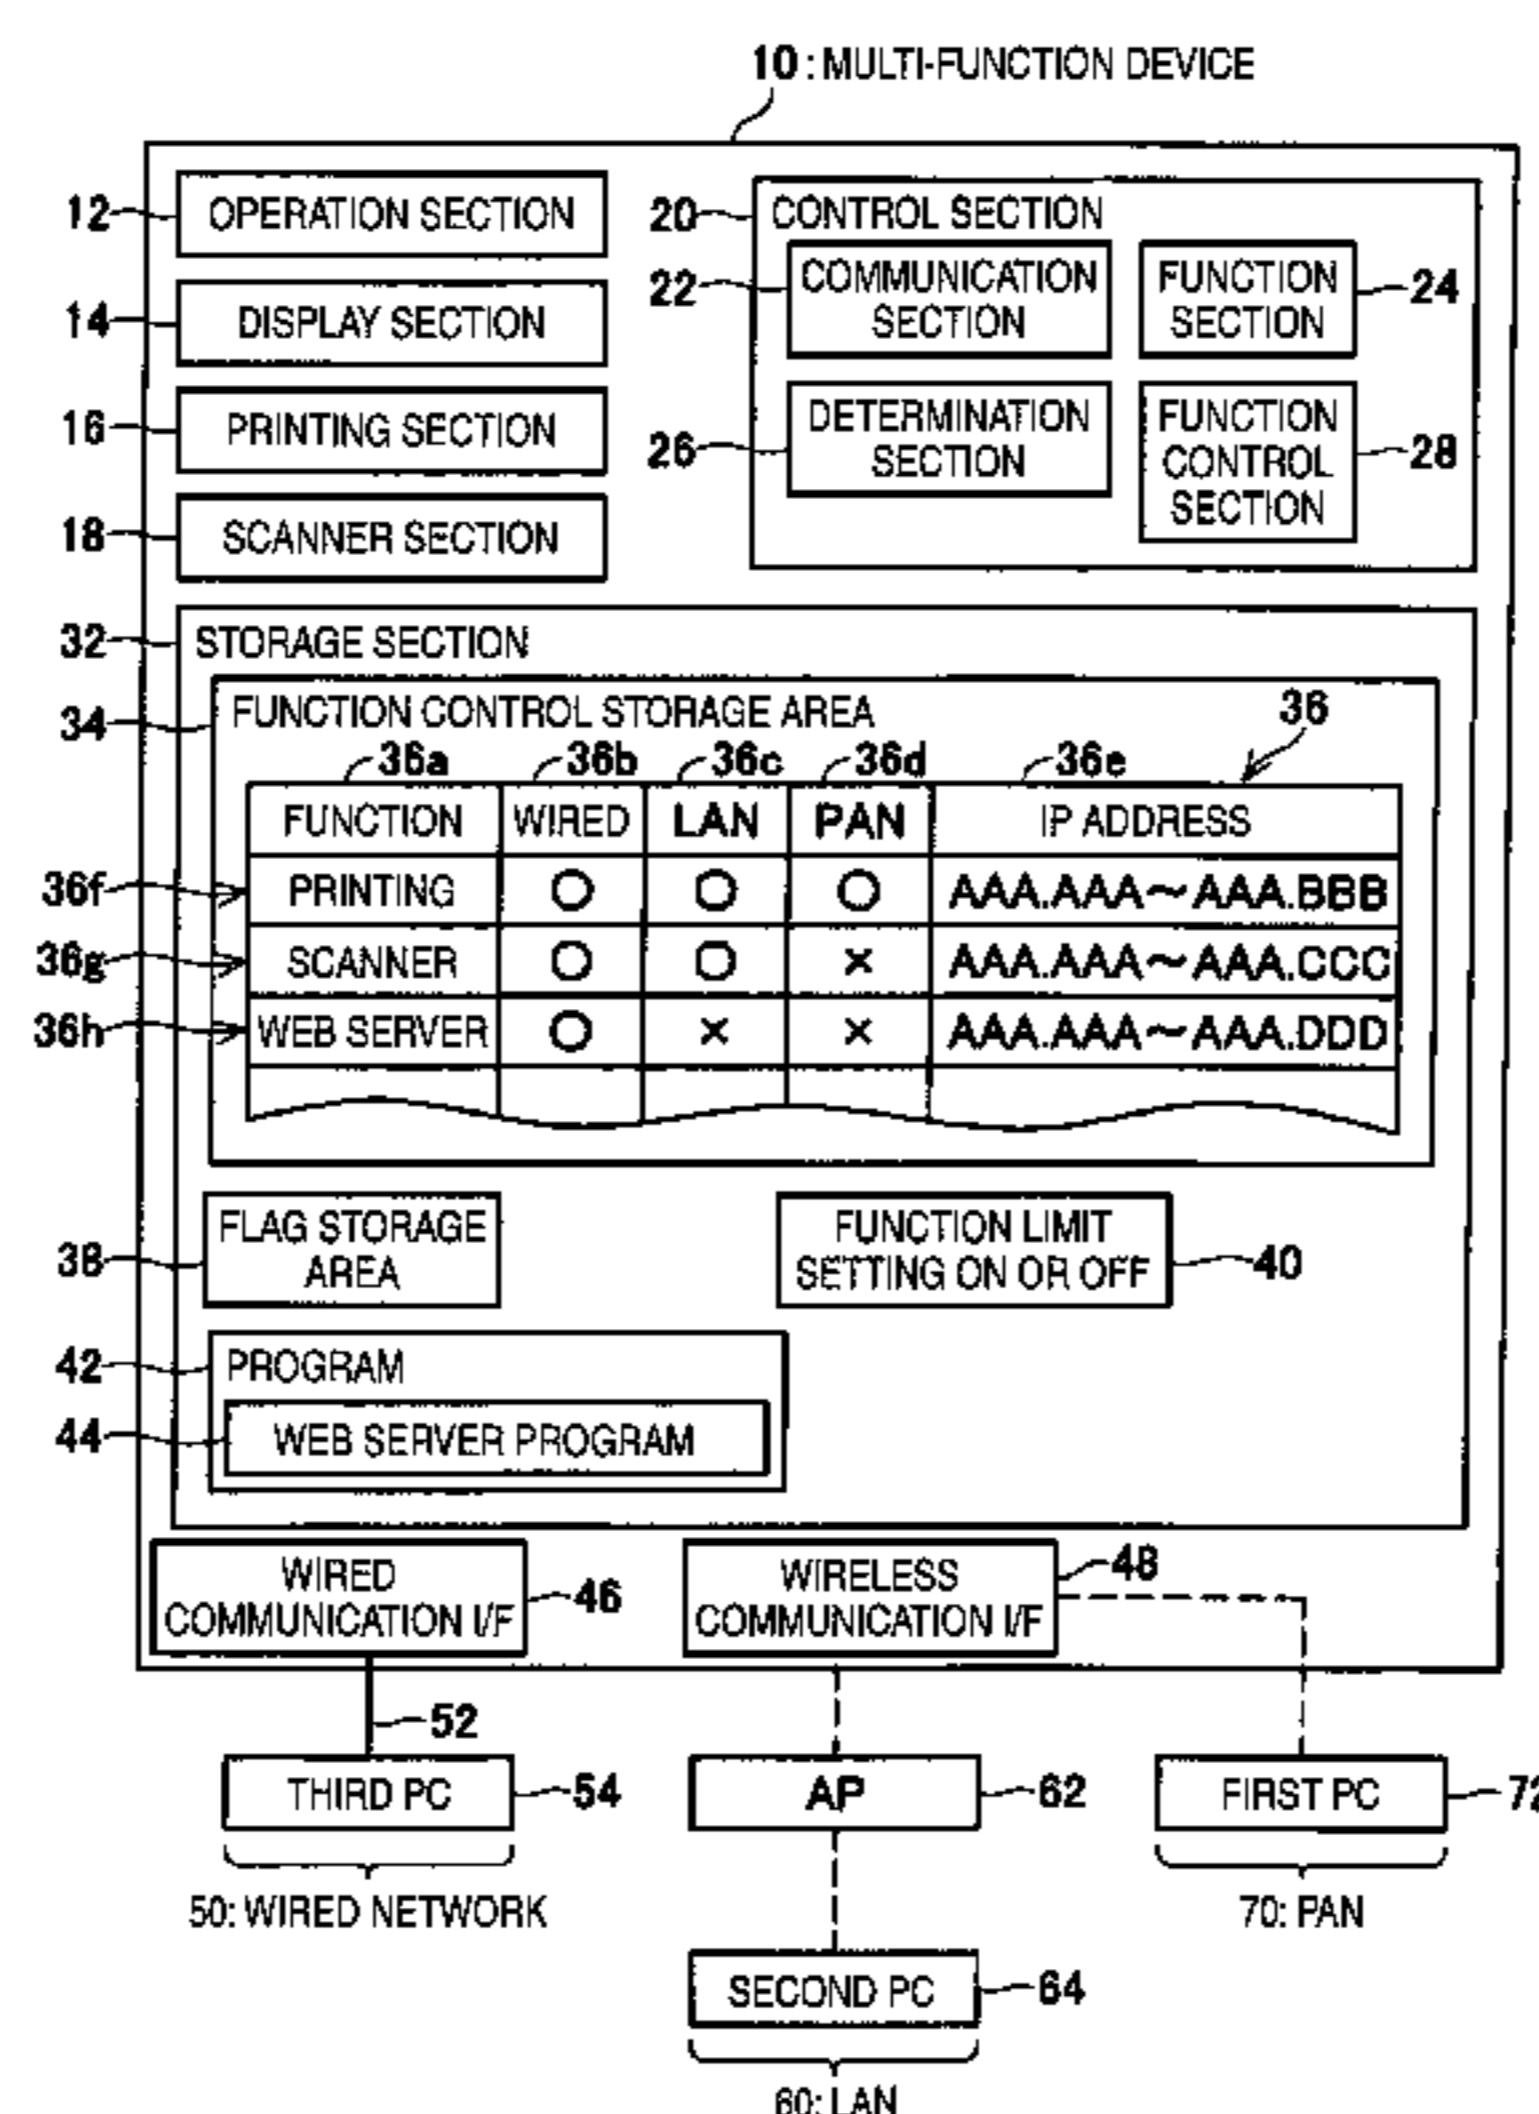 10 : MULTI-FUNCTION DEVICE
12 OPERATION SECTION
14 DISPLAY SECTION
16 PRINTING SECTION
18 SCANNER SECTION
20 CONTROL SECTION
22 COMMUNICATION
SECTION
FUNCTION
SECTION 24
26 DETERMINATION
SECTION
FUNCTION
CONTROL
SECTION 28
32 STORAGE SECTION
34 FUNCTION CONTROL STORAGE AREA 36
36a 36b 36c 36d 36e
FUNCTION WIRED LAN PAN IP ADDRESS
36f PRINTING ○ ○ ○ AAA.AAA~AAA.BBB
36g SCANNER ○ ○ × AAA.AAA~AAA.CCC
36h WEB SERVER ○ × × AAA.AAA~AAA.DDD
38 FLAG STORAGE
AREA
FUNCTION LIMIT
SETTING ON OR OFF 40
42 PROGRAM
44 WEB SERVER PROGRAM
WIRED
COMMUNICATION I/F 46
WIRELESS
COMMUNICATION I/F 48
52
THIRD PC 54
AP 62
FIRST PC 72
50: WIRED NETWORK
70: PAN
SECOND PC 64
60: LAN